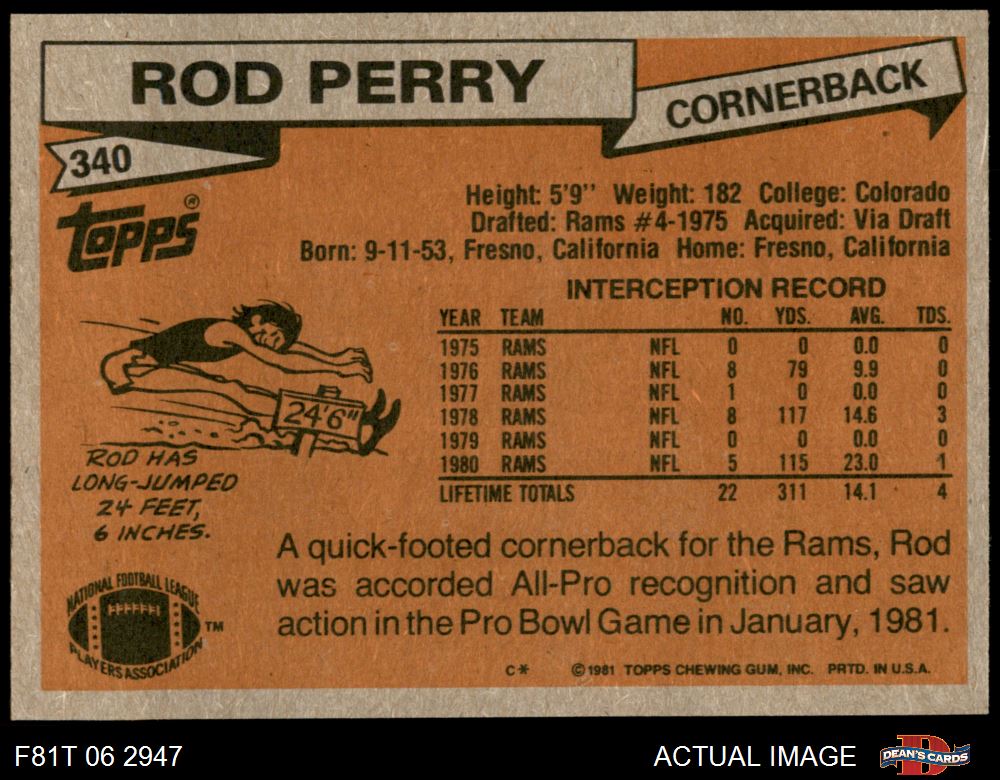 ROD PERRY
CORNERBACK
340
TOPPS®
Height: 5'9" Weight: 182 College: Colorado
Drafted: Rams #4-1975 Acquired: Via Draft
Born: 9-11-53, Fresno, California Home: Fresno, California
INTERCEPTION RECORD
YEAR TEAM NO. YDS. AVG. TDS.
1975 RAMS NFL 0 0 0.0 0
1976 RAMS NFL 8 79 9.9 0
1977 RAMS NFL 1 0 0.0 0
1978 RAMS NFL 8 117 14.6 3
1979 RAMS NFL 0 0 0.0 0
1980 RAMS NFL 5 115 23.0 1
LIFETIME TOTALS 22 311 14.1 4
24'6"
ROD HAS
LONG-JUMPED
24 FEET,
6 INCHES.
A quick-footed cornerback for the Rams, Rod
was accorded All-Pro recognition and saw
action in the Pro Bowl Game in January, 1981.
NATIONAL FOOTBALL LEAGUE
PLAYERS ASSOCIATION
TM
C* ©1981 TOPPS CHEWING GUM, INC. PRTD. IN U.S.A.
F81T 06 2947
ACTUAL IMAGE
D
DEAN'S CARDS